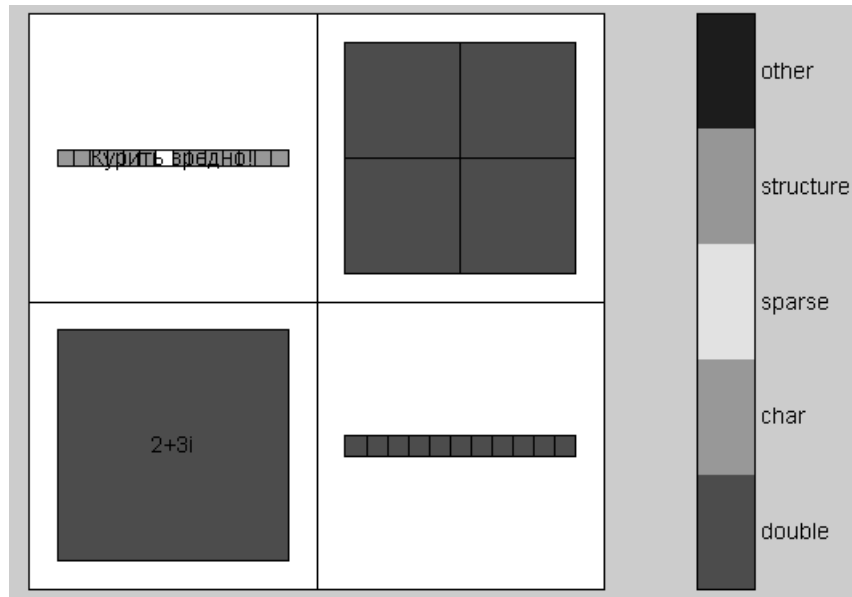 Курить вредно!
2+3i
other
structure
sparse
char
double